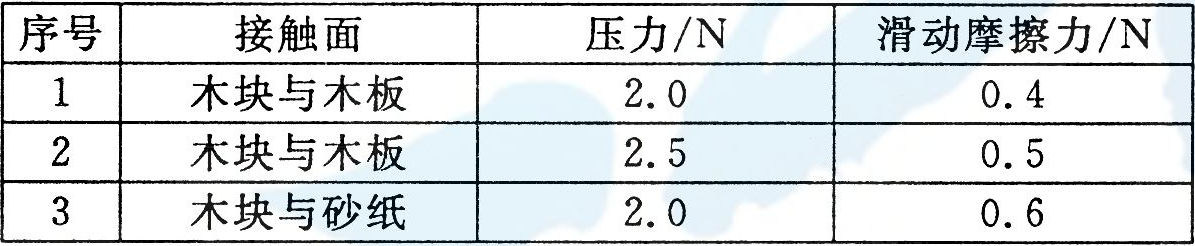 序号 接触面 压力/N 滑动摩擦力/N
1 木块与木板 2.0 0.4
2 木块与木板 2.5 0.5
3 木块与砂纸 2.0 0.6